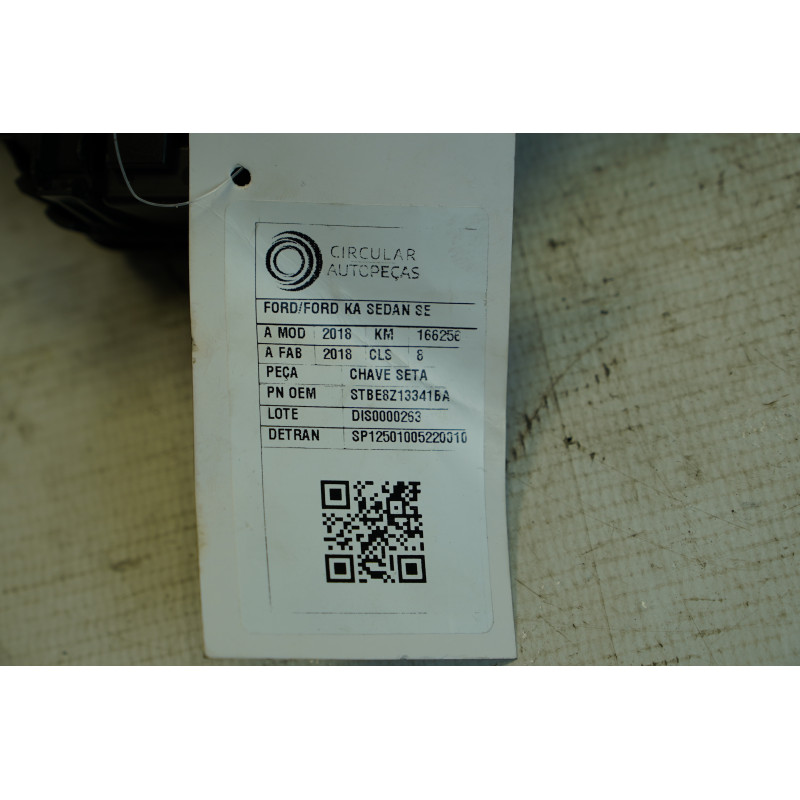 CIRCULAR
AUTOPEÇAS
FORD/FORD KA SEDAN SE
A MOD 2018 KM 166256
A FAB 2018 CLS 8
PEÇA CHAVE SETA
PN OEM STBE8Z13341BA
LOTE DIS0000263
DETRAN SP12501005220010